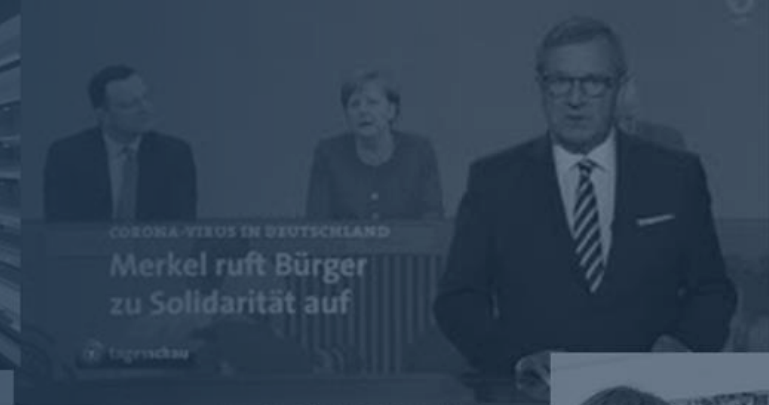 CORONA-VIRUS IN DEUTSCHLAND
Merkel ruft Bürger
zu Solidarität auf
tagesschau